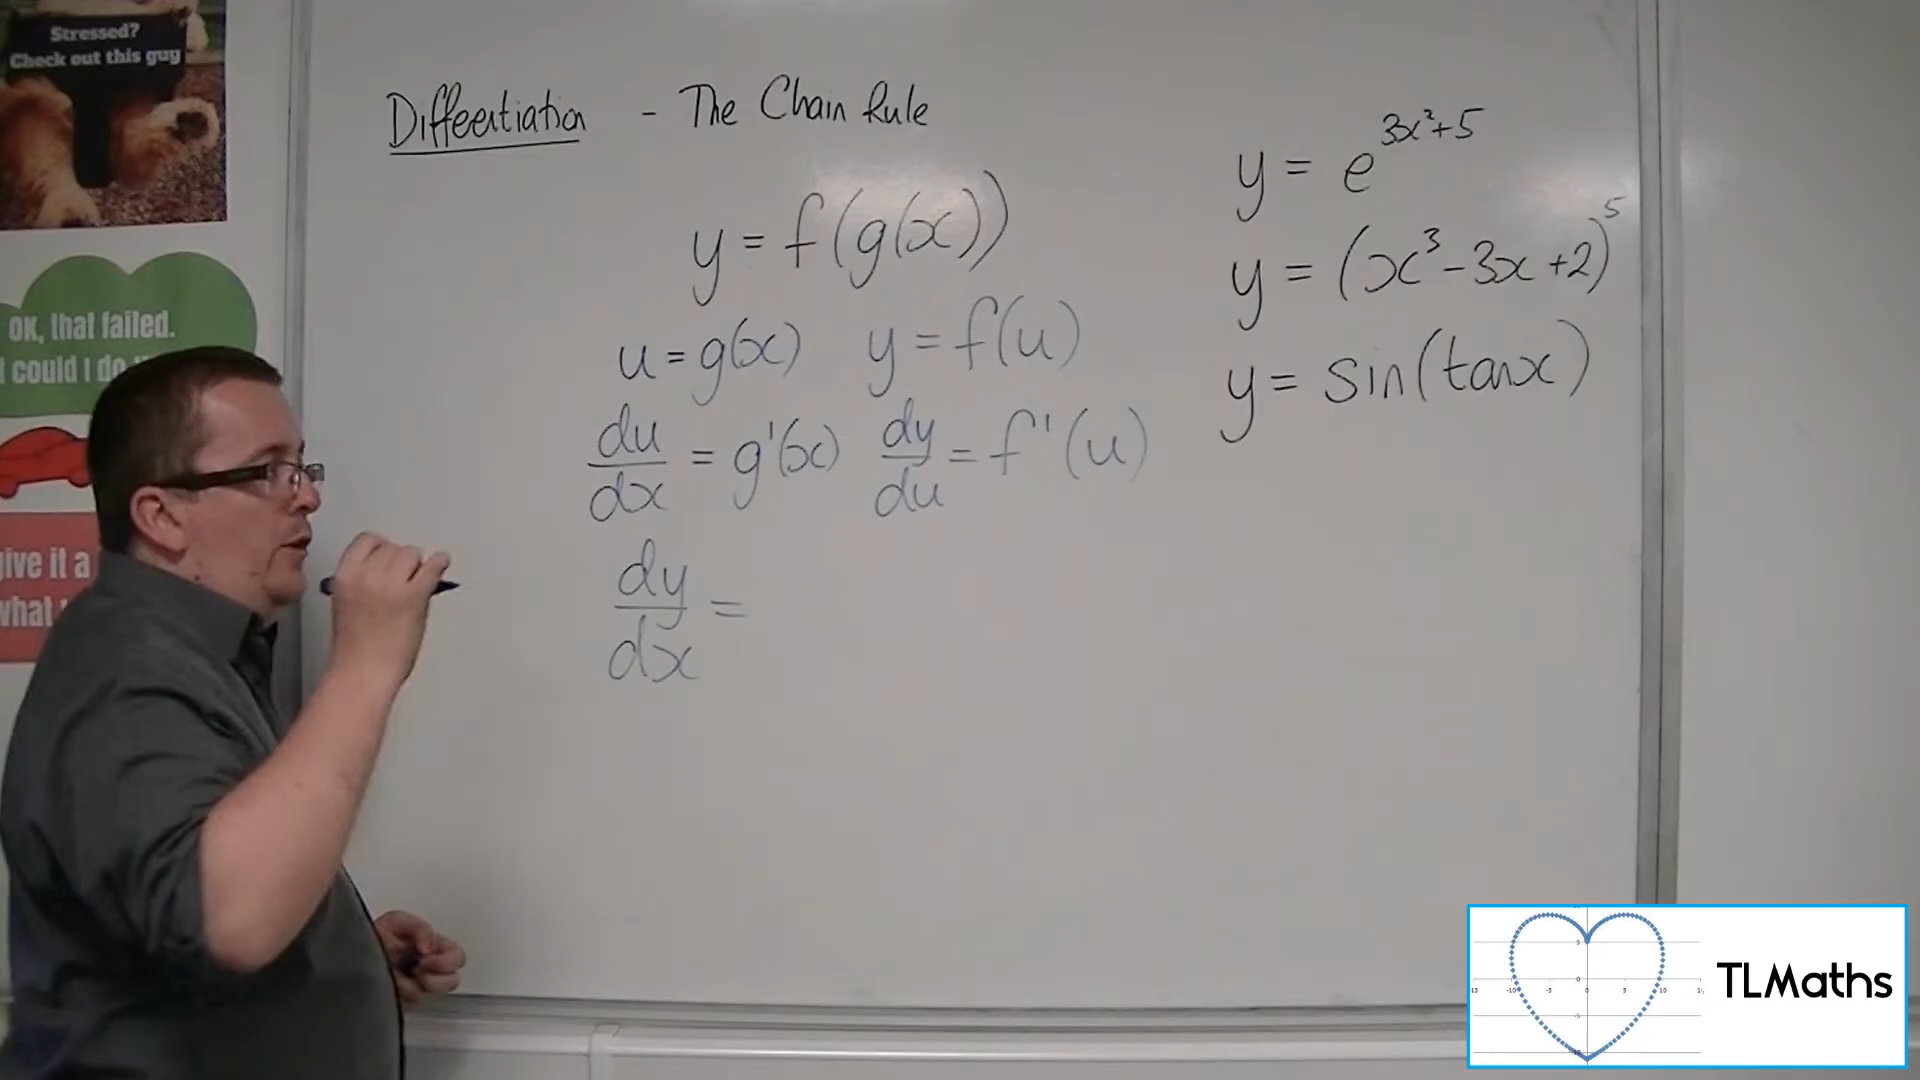 Stressed?
Check out this guy
OK, that failed.
could I do
give it a
what
Differentiation - The Chain Rule
y = f(g(x))
u = g(x) y = f(u)
du/dx = g'(x) dy/du = f'(u)
dy/dx =
y = e^{3x²+5}
y = (x³-3x+2)⁵
y = sin(tanx)
TLMaths